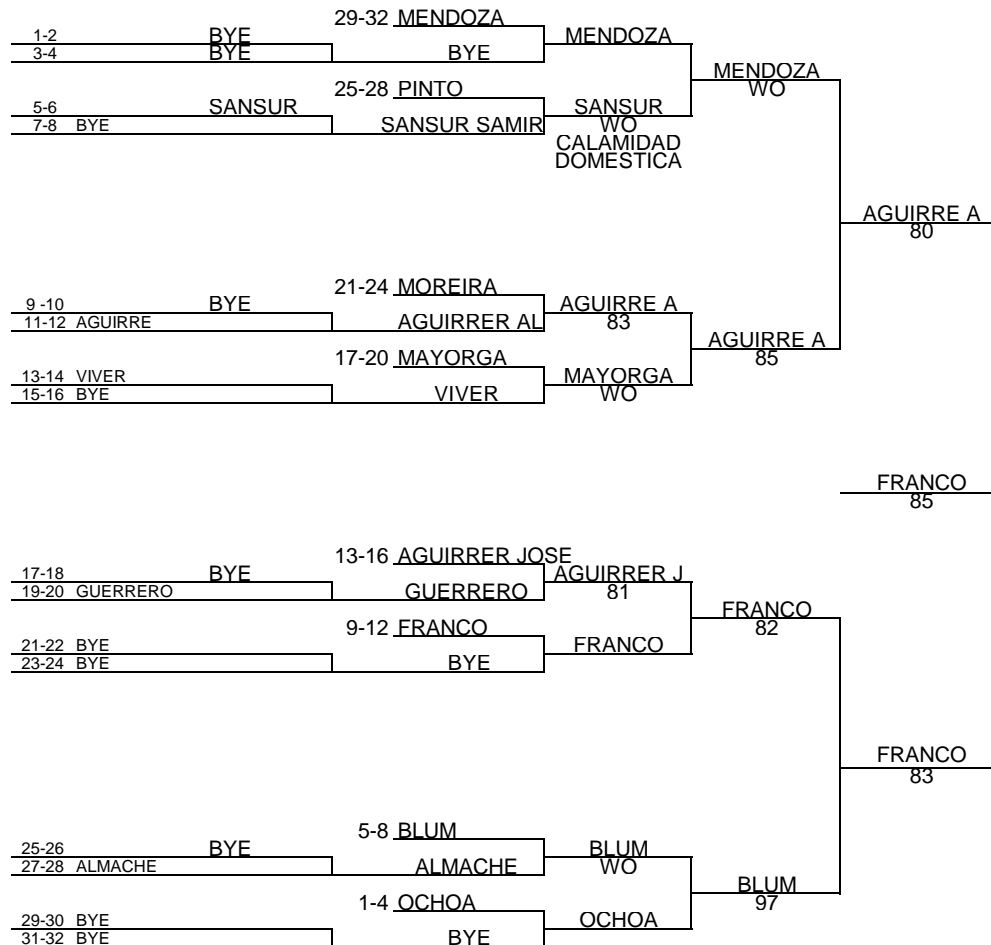 29-32 MENDOZA
1-2 BYE MENDOZA
3-4 BYE BYE
MENDOZA
25-28 PINTO WO
5-6 SANSUR SANSUR
7-8 BYE SANSUR SAMIR WO
CALAMIDAD
DOMESTICA
AGUIRRE A
80
21-24 MOREIRA
9 -10 BYE AGUIRRE A
11-12 AGUIRRE AGUIRRER AL 83
AGUIRRE A
17-20 MAYORGA 85
13-14 VIVER MAYORGA
15-16 BYE VIVER WO
FRANCO
85
13-16 AGUIRRER JOSE
17-18 BYE AGUIRRER J
19-20 GUERRERO GUERRERO 81
FRANCO
9-12 FRANCO 82
21-22 BYE FRANCO
23-24 BYE BYE
FRANCO
83
5-8 BLUM
25-26 BYE BLUM
27-28 ALMACHE ALMACHE WO
BLUM
1-4 OCHOA 97
29-30 BYE OCHOA
31-32 BYE BYE